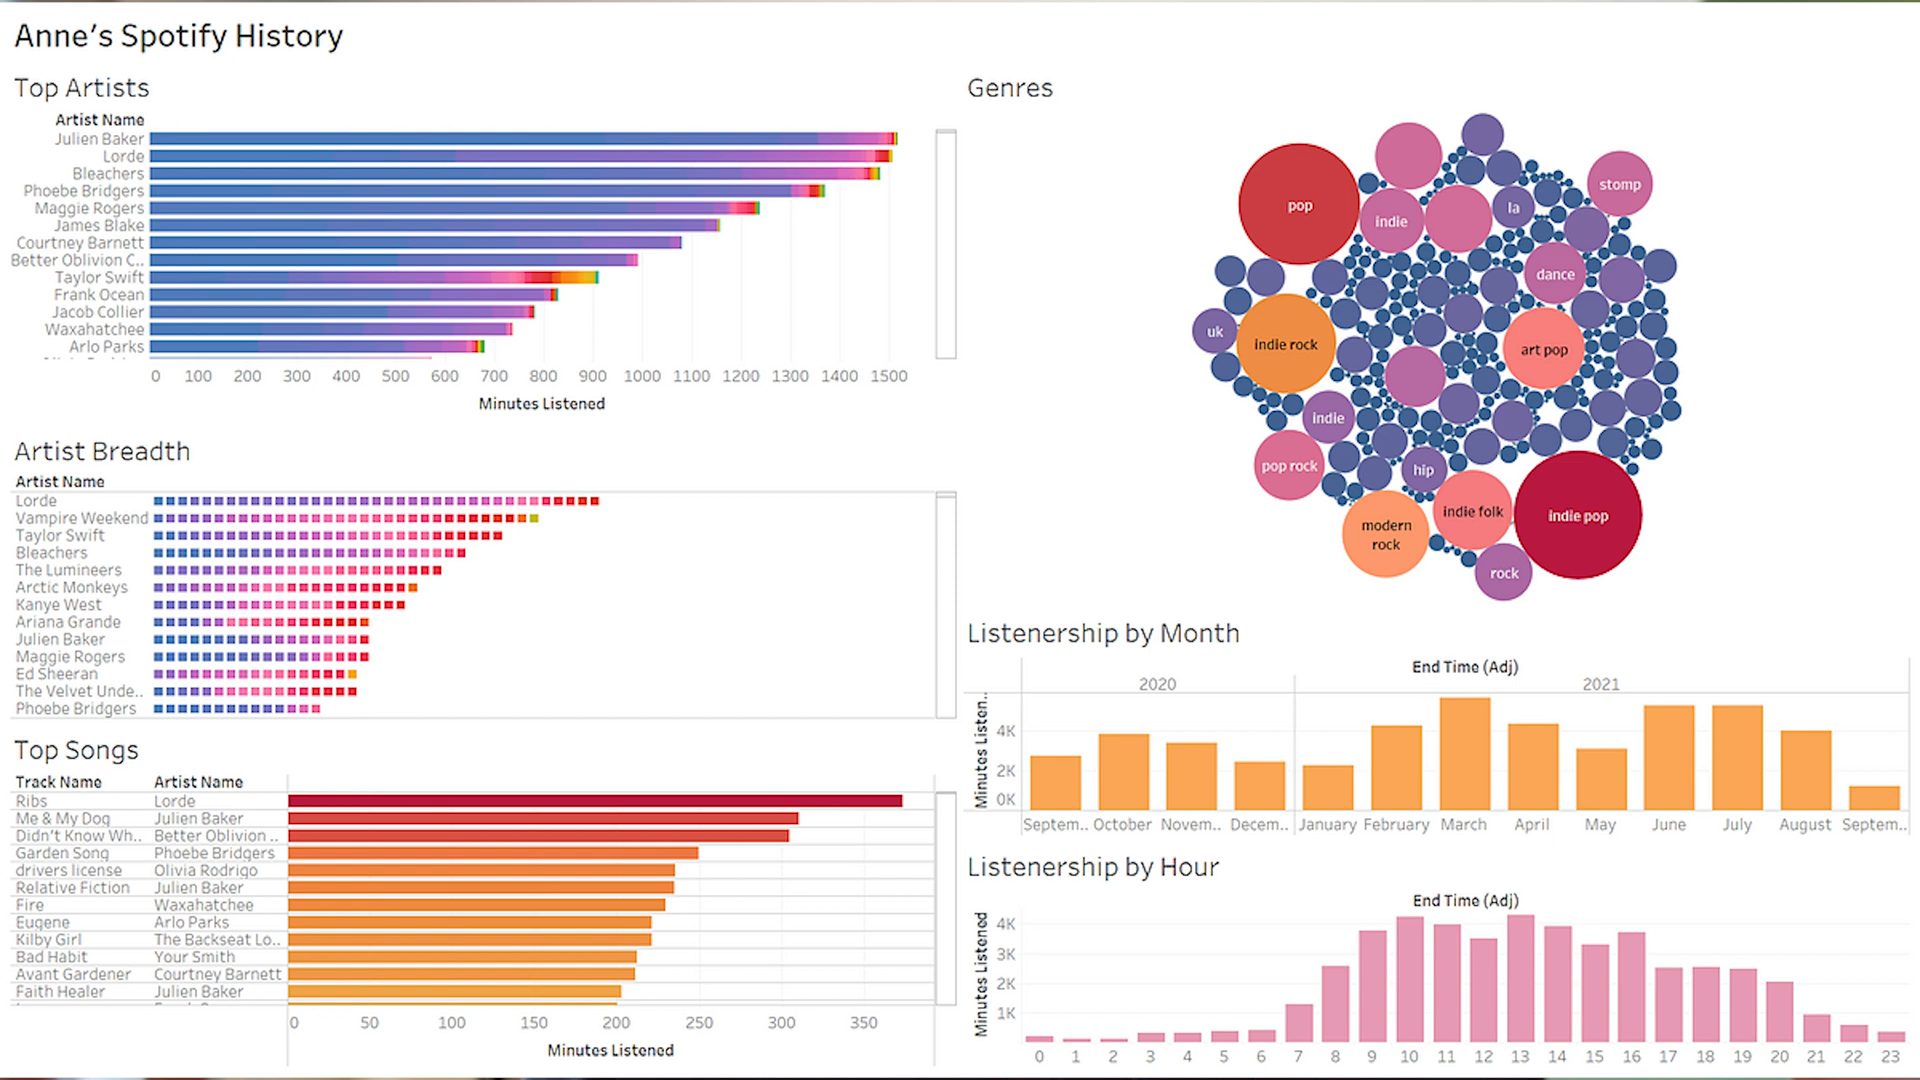 Anne's Spotify History
Top Artists
Artist Name
Julien Baker
Lorde
Bleachers
Phoebe Bridgers
Maggie Rogers
James Blake
Courtney Barnett
Better Oblivion C..
Taylor Swift
Frank Ocean
Jacob Collier
Waxahatchee
Arlo Parks
0 100 200 300 400 500 600 700 800 900 1000 1100 1200 1300 1400 1500
Minutes Listened
Artist Breadth
Artist Name
Lorde
Vampire Weekend
Taylor Swift
Bleachers
The Lumineers
Arctic Monkeys
Kanye West
Ariana Grande
Julien Baker
Maggie Rogers
Ed Sheeran
The Velvet Unde..
Phoebe Bridgers
Top Songs
Track Name Artist Name
Ribs Lorde
Me & My Dog Julien Baker
Didn't Know Wh.. Better Oblivion ..
Garden Song Phoebe Bridgers
drivers license Olivia Rodrigo
Relative Fiction Julien Baker
Fire Waxahatchee
Eugene Arlo Parks
Kilby Girl The Backseat Lo..
Bad Habit Your Smith
Avant Gardener Courtney Barnett
Faith Healer Julien Baker
0 50 100 150 200 250 300 350
Minutes Listened
Genres
stomp
pop
indie
la
dance
uk
indie rock
art pop
indie
pop rock
hip
indie folk
indie pop
modern
rock
rock
Listenership by Month
End Time (Adj)
2020 2021
Minutes Listen..
4K
2K
0K
Septem.. October Novem.. Decem.. January February March April May June July August Septem..
Listenership by Hour
End Time (Adj)
Minutes Listened
4K
3K
2K
1K
0 1 2 3 4 5 6 7 8 9 10 11 12 13 14 15 16 17 18 19 20 21 22 23